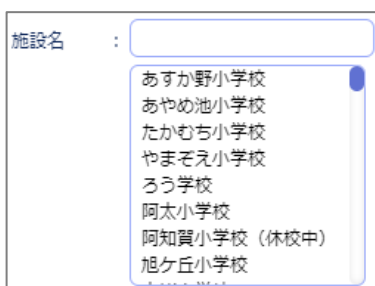 施設名 :
あすか野小学校
あやめ池小学校
たかむち小学校
やまぞえ小学校
ろう学校
阿太小学校
阿知賀小学校（休校中）
旭ケ丘小学校